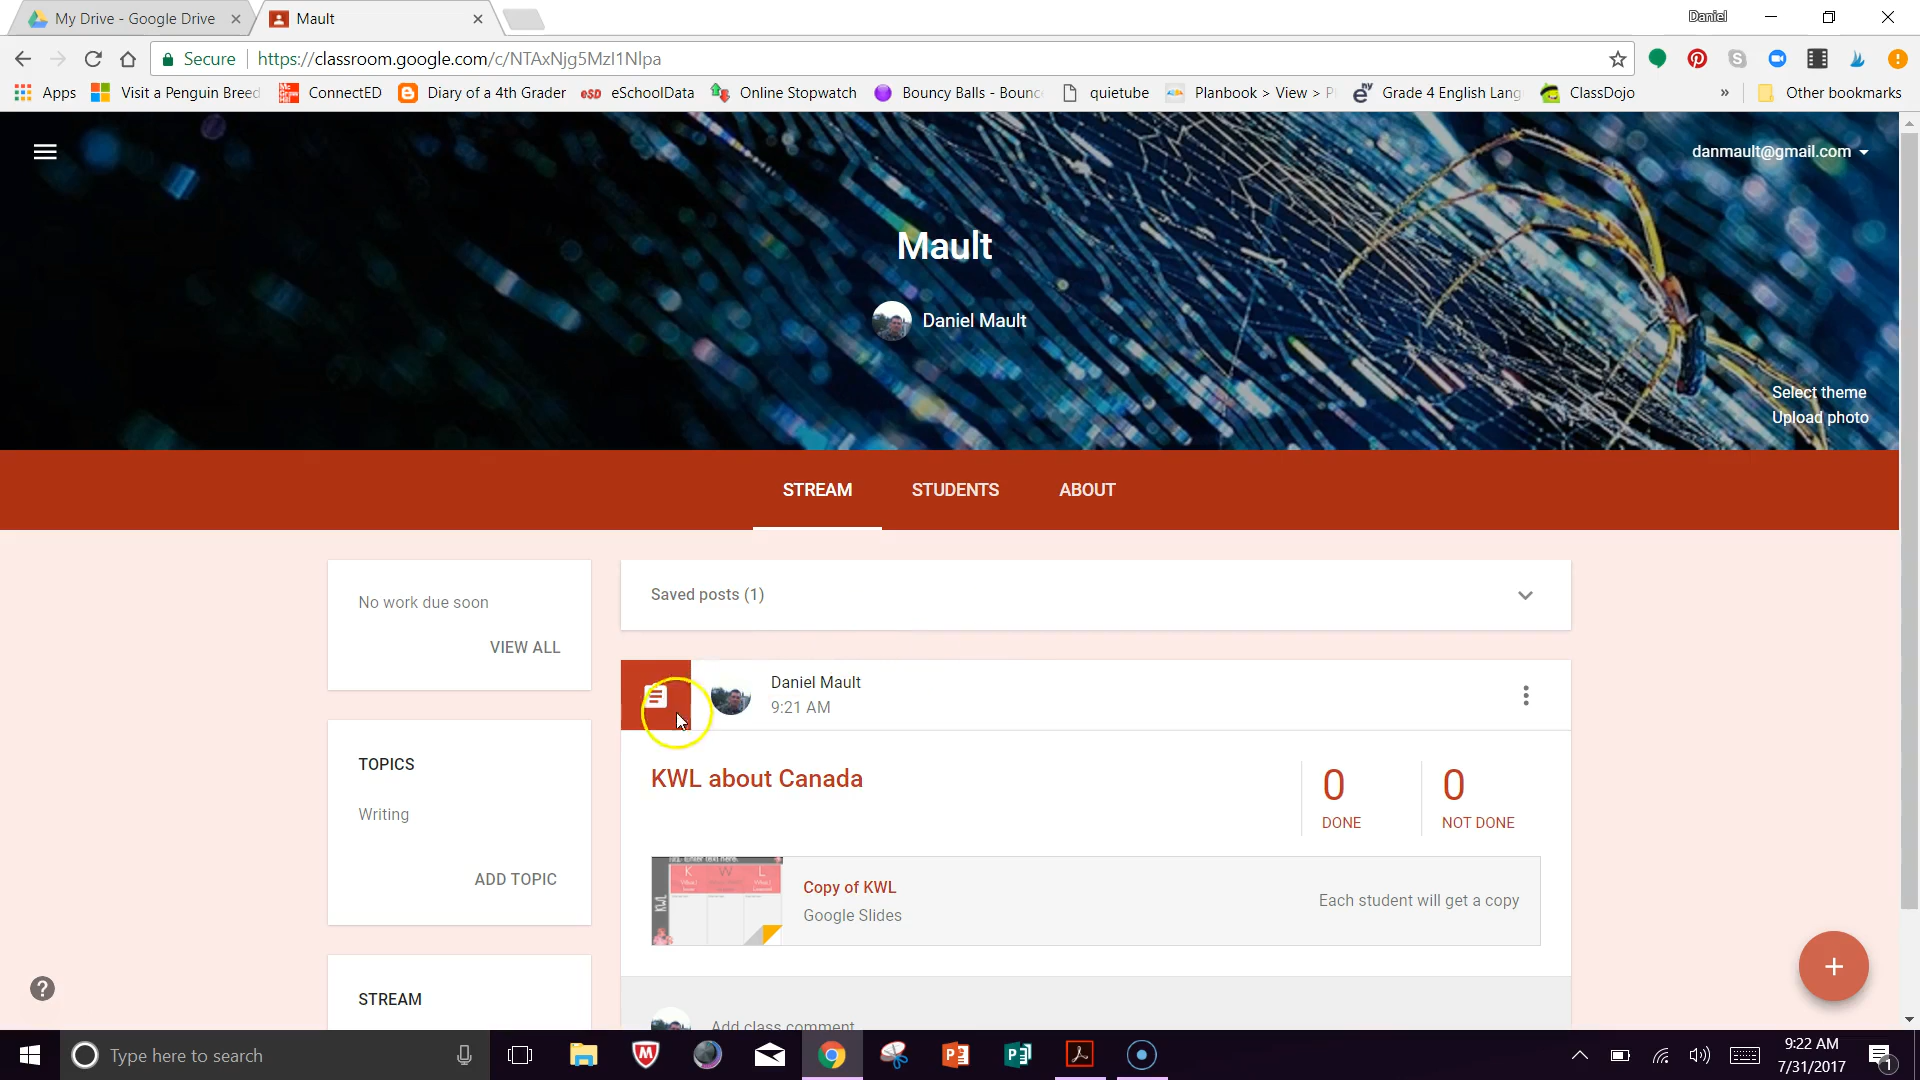 My Drive - Google Drive
Mault
Daniel
Secure
https://classroom.google.com/c/NTAxNjg5MzI1Nlpa
Apps
Visit a Penguin Breed
ConnectED
Diary of a 4th Grader
esD eSchoolData
Online Stopwatch
Bouncy Balls - Bounc
quietube
Planbook > View > P
Grade 4 English Lang
ClassDojo
»
Other bookmarks
danmault@gmail.com
Mault
Daniel Mault
Select theme
Upload photo
STREAM
STUDENTS
ABOUT
No work due soon
VIEW ALL
TOPICS
Writing
ADD TOPIC
STREAM
Saved posts (1)
Daniel Mault
9:21 AM
KWL about Canada
0
DONE
0
NOT DONE
K W L
KWL
Copy of KWL
Google Slides
Each student will get a copy
Add class comment
+
?
Type here to search
9:22 AM
7/31/2017
1